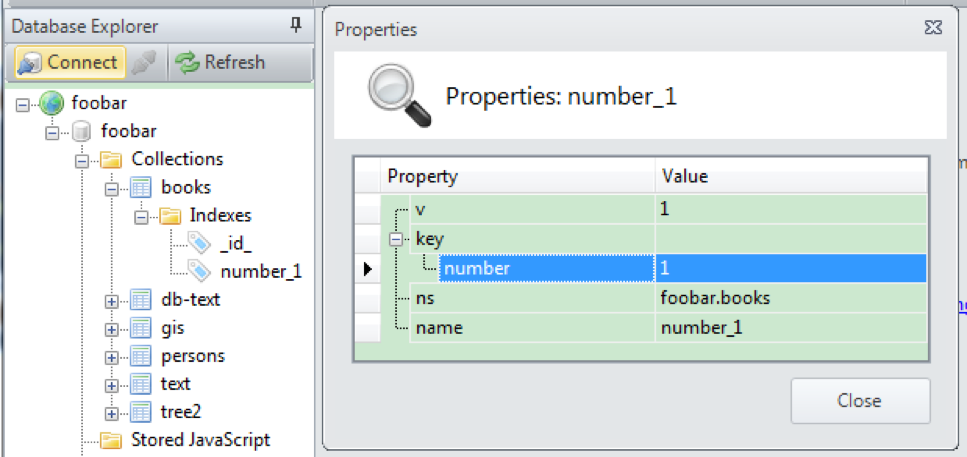 Database Explorer
Connect
Refresh
foobar
foobar
Collections
books
Indexes
_id_
number_1
db-text
gis
persons
text
tree2
Stored JavaScript
Properties
Properties: number_1
Property Value
v 1
key
number 1
ns foobar.books
name number_1
Close